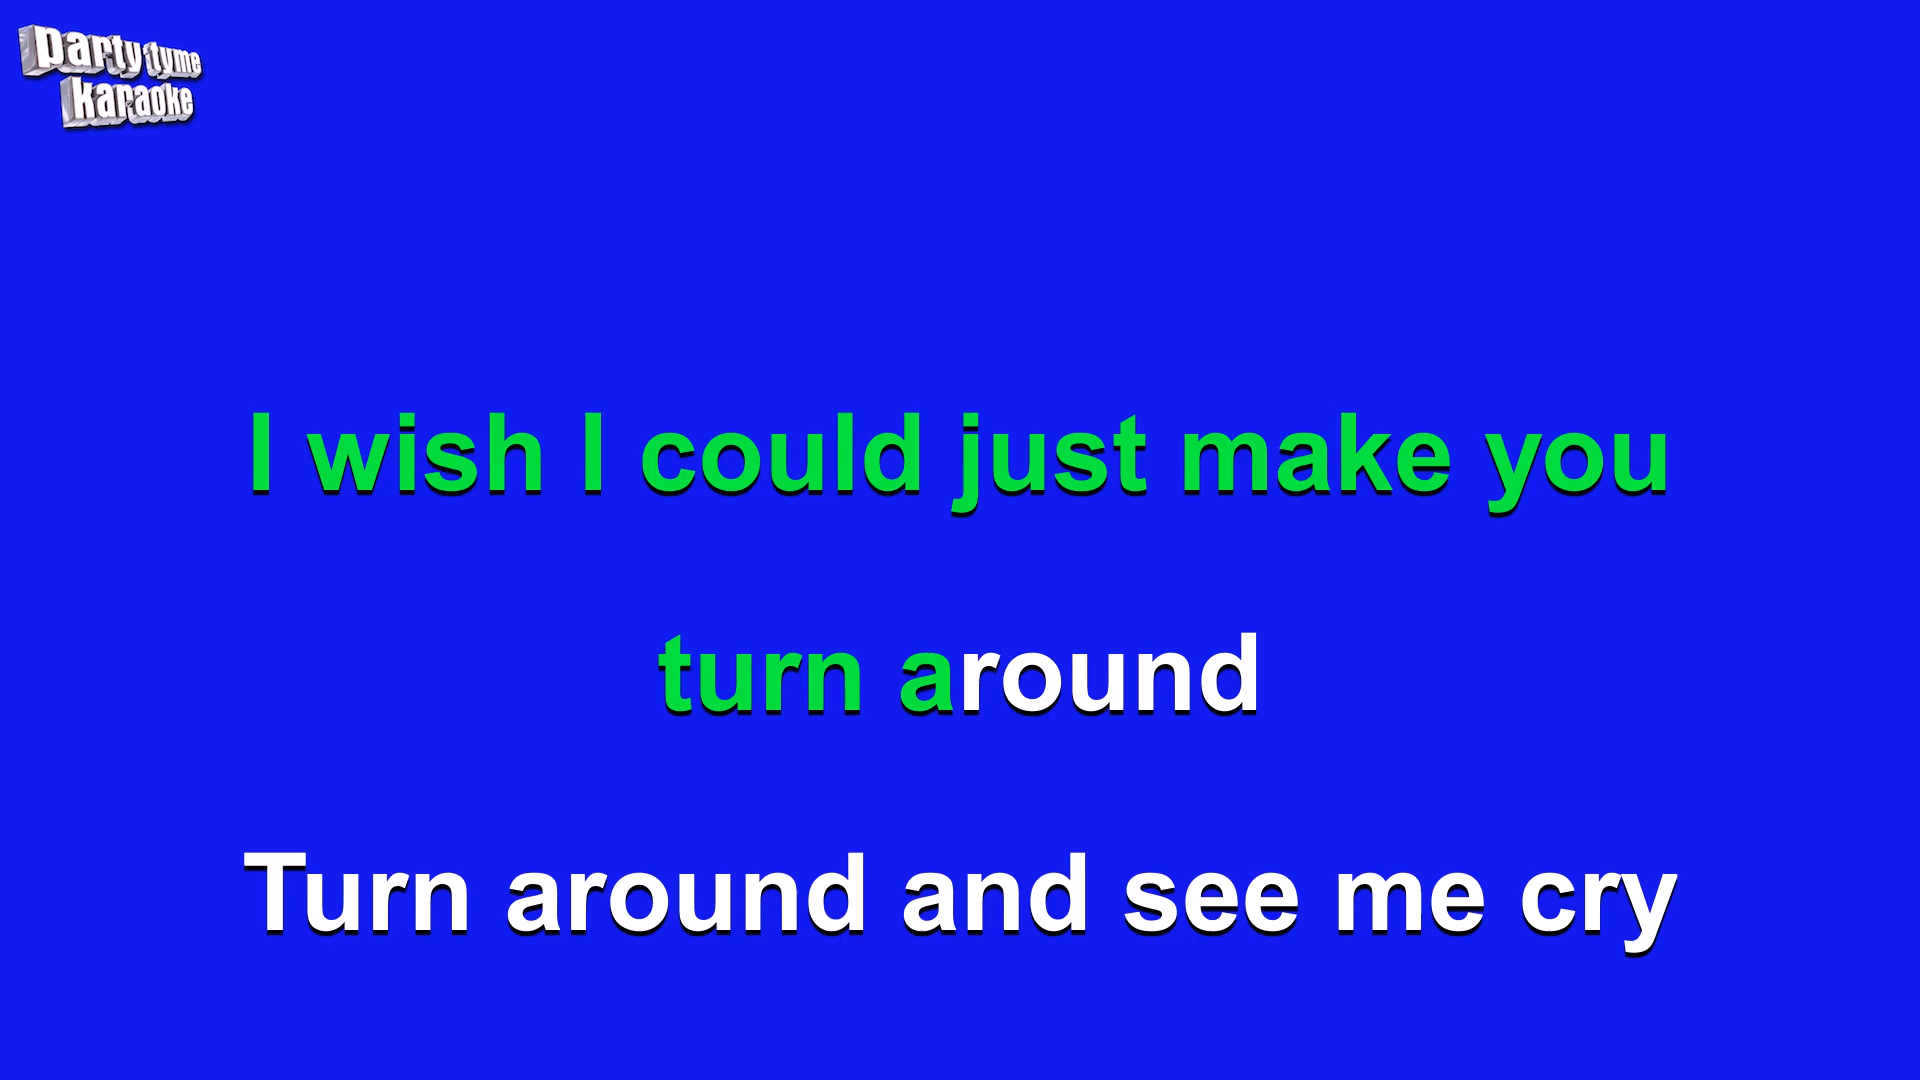 party tyme
karaoke
I wish I could just make you
turn around
Turn around and see me cry